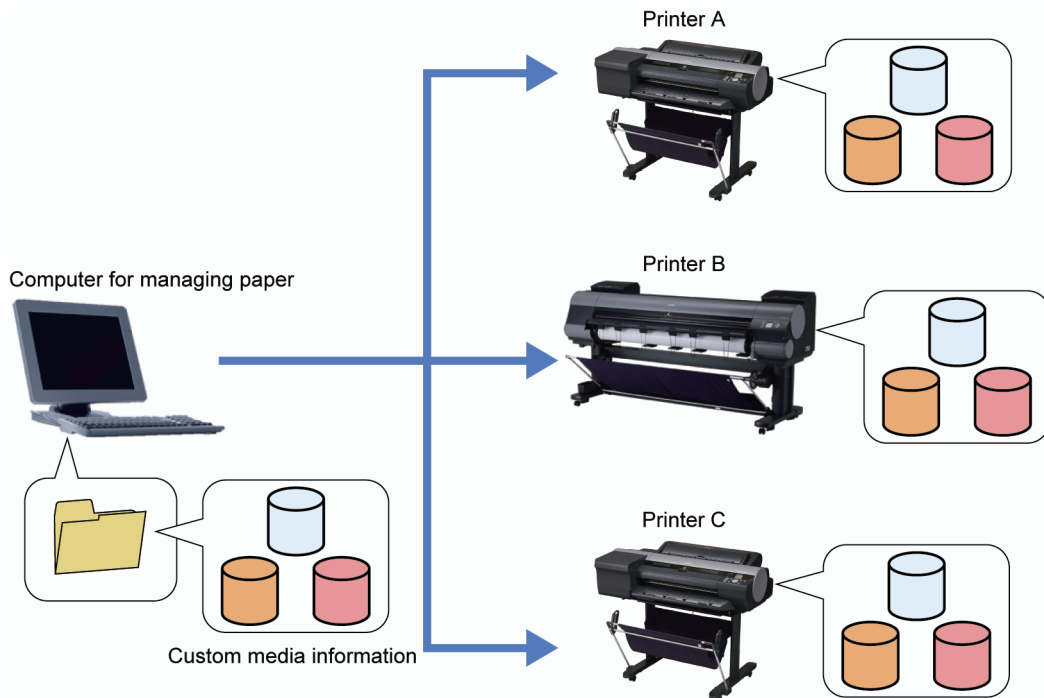 Printer A
Computer for managing paper
Printer B
Printer C
Custom media information